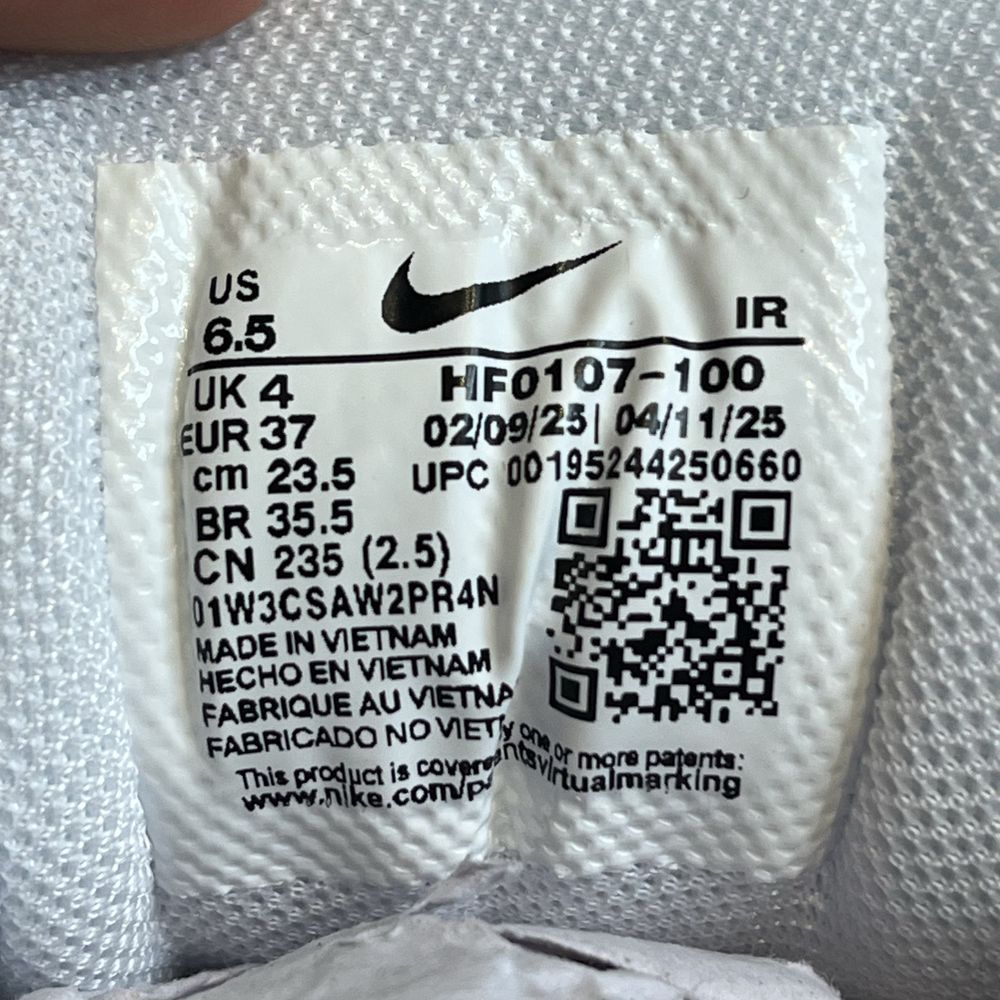 US
6.5
IR
UK 4
HF0107-100
EUR 37
02/09/25 | 04/11/25
cm 23.5
UPC 00195244250660
BR 35.5
CN 235 (2.5)
01W3CSAW2PR4N
MADE IN VIETNAM
HECHO EN VIETNAM
FABRIQUE AU VIETNA
FABRICADO NO VIET
This product is covere y one or more patents:
www.nike.com/p ntsvirtualmarking